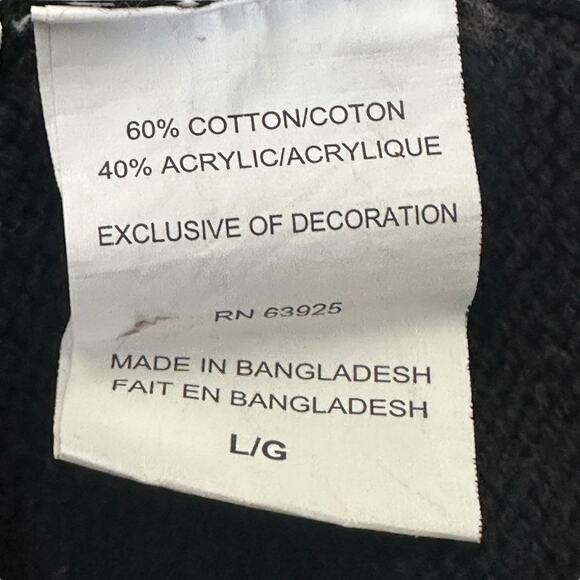 60% COTTON/COTON
40% ACRYLIC/ACRYLIQUE
EXCLUSIVE OF DECORATION
RN 63925
MADE IN BANGLADESH
FAIT EN BANGLADESH
L/G